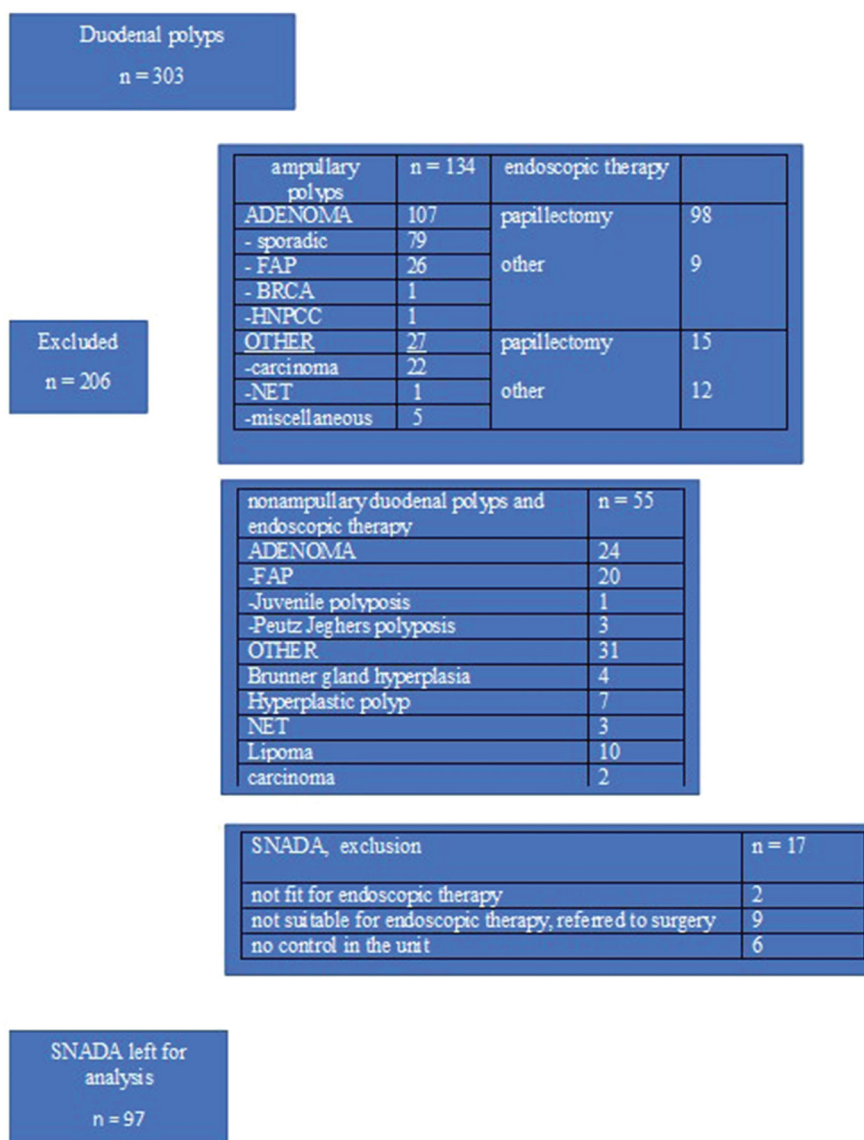 Duodenal polyps
n = 303
ampullary polyps n = 134 endoscopic therapy
ADENOMA 107 papillectomy 98
- sporadic 79
- FAP 26 other 9
- BRCA 1
-HNPCC 1
Excluded
n = 206
OTHER 27 papillectomy 15
-carcinoma 22
-NET 1 other 12
-miscellaneous 5
nonampullary duodenal polyps and n = 55
endoscopic therapy
ADENOMA 24
-FAP 20
-Juvenile polyposis 1
-Peutz Jeghers polyposis 3
OTHER 31
Brunner gland hyperplasia 4
Hyperplastic polyp 7
NET 3
Lipoma 10
carcinoma 2
SNADA, exclusion n = 17
not fit for endoscopic therapy 2
not suitable for endoscopic therapy, referred to surgery 9
no control in the unit 6
SNADA left for
analysis
n = 97